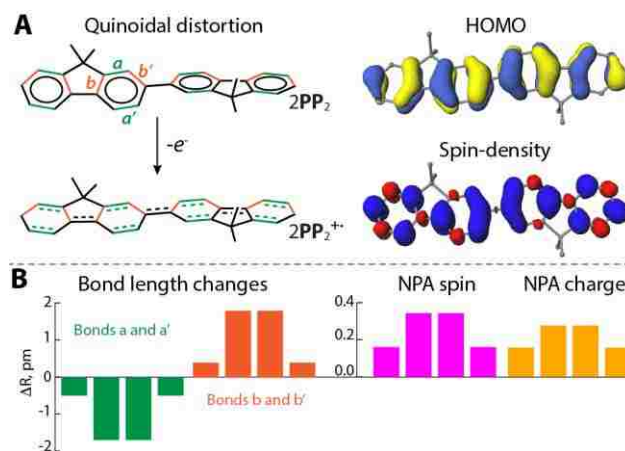 A Quinoidal distortion HOMO
a b'
b
a' 2PP₂
-e⁻
Spin-density
2PP₂⁺·
B Bond length changes NPA spin NPA charge
2 0.4
Bonds a and a'
1
0 0.2
ΔR, pm
-1 Bonds b and b' 0.0
-2